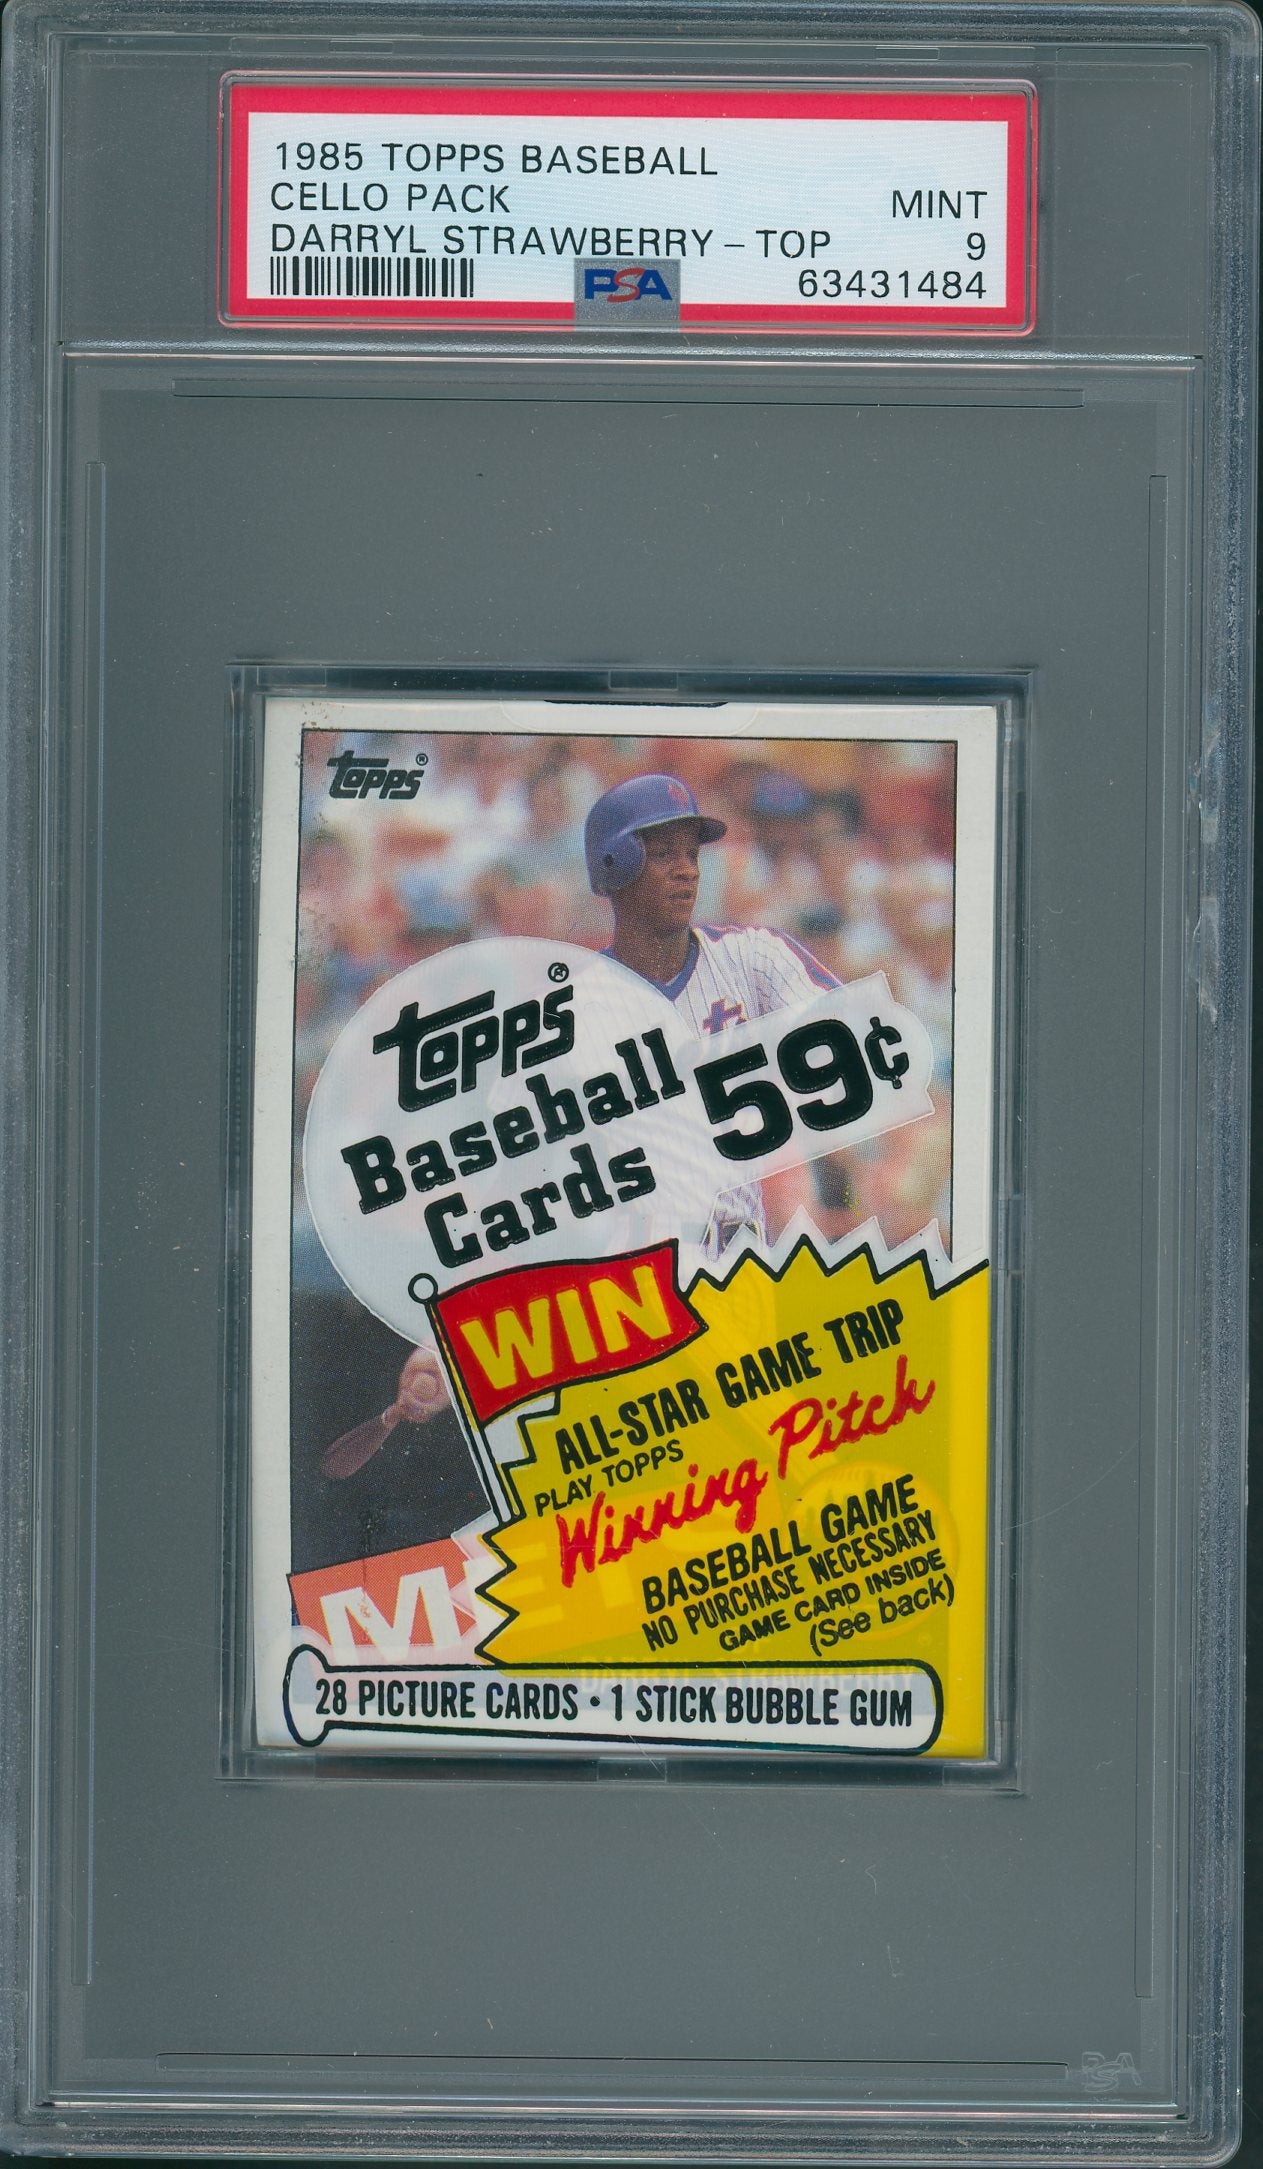 1985 TOPPS BASEBALL
CELLO PACK MINT
DARRYL STRAWBERRY - TOP 9
PSA 63431484
topps®
topps®
Baseball
Cards 59¢
WIN
ALL-STAR GAME TRIP
PLAY TOPPS
Winning Pitch
BASEBALL GAME
NO PURCHASE NECESSARY
GAME CARD INSIDE
(See back)
28 PICTURE CARDS • 1 STICK BUBBLE GUM
PSA